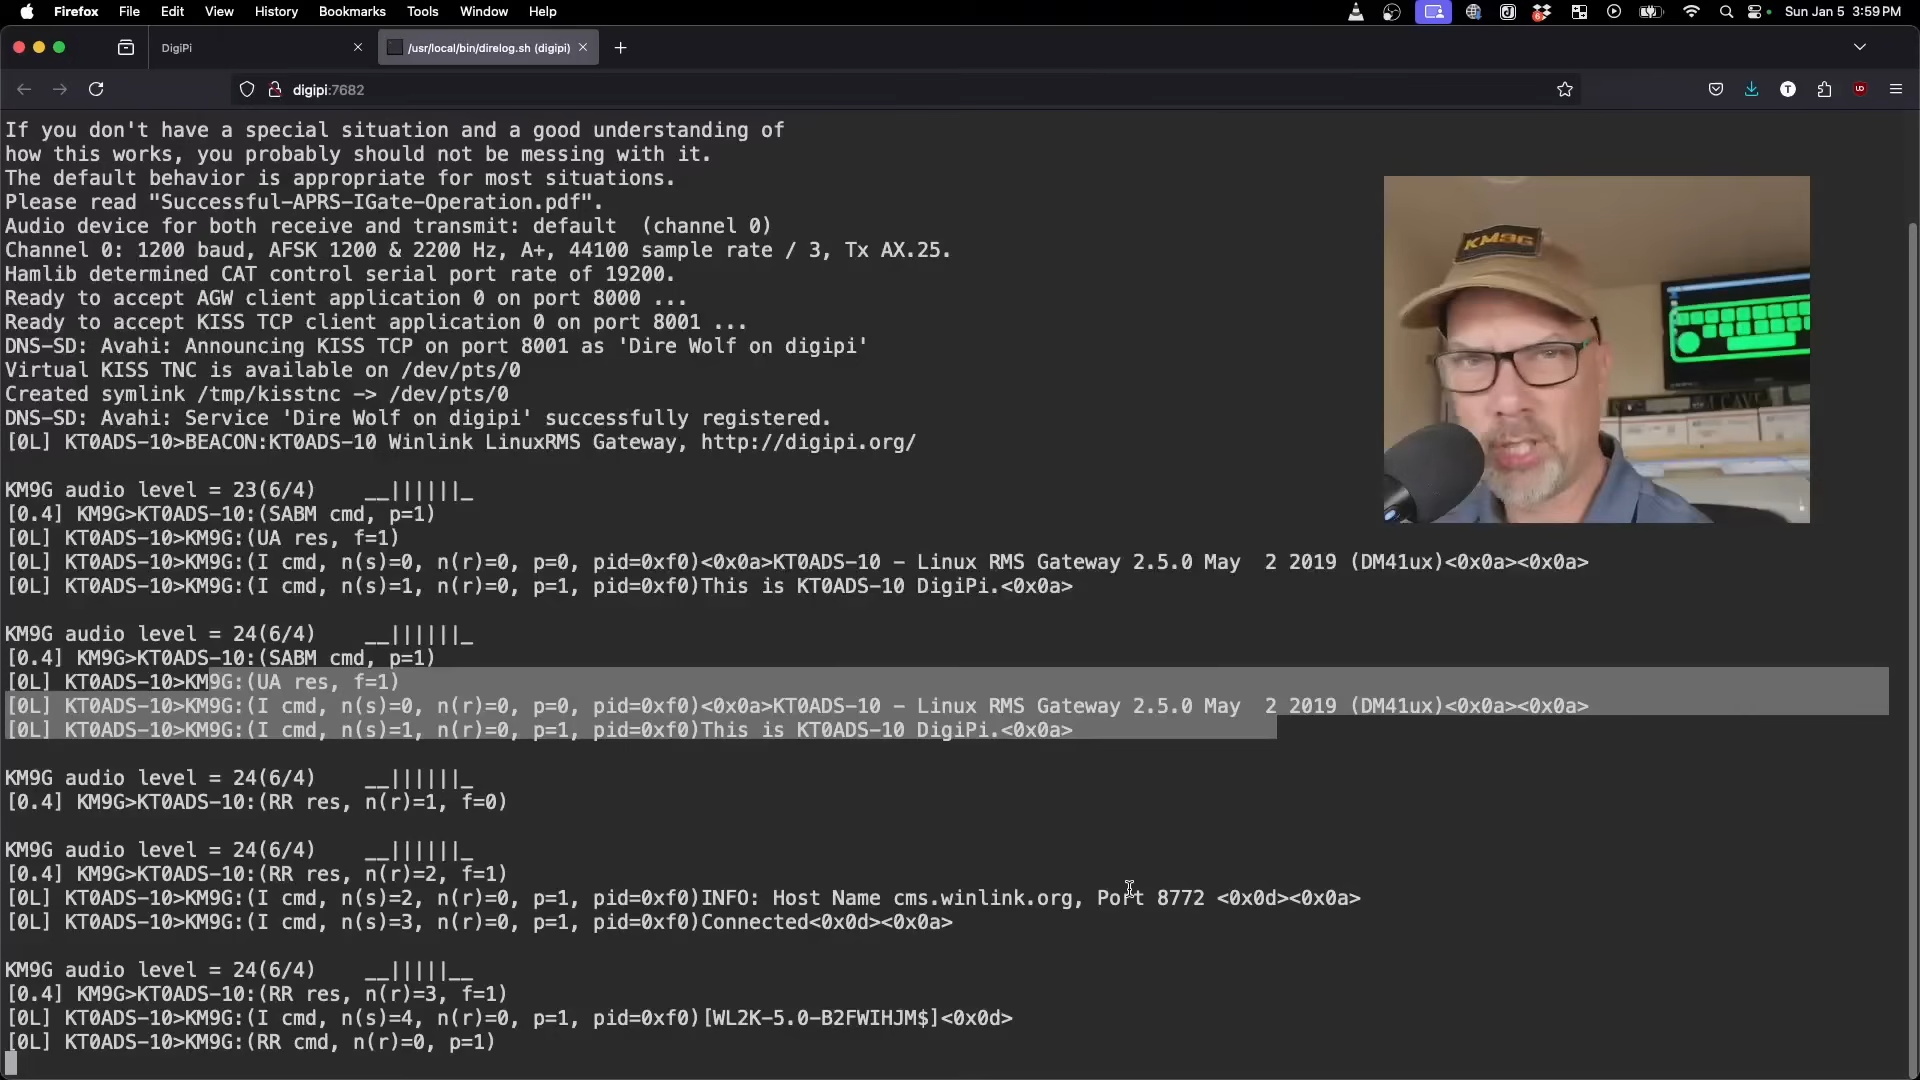 Firefox File Edit View History Bookmarks Tools Window Help Sun Jan 5 3:59 PM
DigiPi /usr/local/bin/direlog.sh (digipi)
digipi:7682
If you don't have a special situation and a good understanding of
how this works, you probably should not be messing with it.
The default behavior is appropriate for most situations.
Please read "Successful-APRS-IGate-Operation.pdf".
Audio device for both receive and transmit: default  (channel 0)
Channel 0: 1200 baud, AFSK 1200 & 2200 Hz, A+, 44100 sample rate / 3, Tx AX.25.
Hamlib determined CAT control serial port rate of 19200.
Ready to accept AGW client application 0 on port 8000 ...
Ready to accept KISS TCP client application 0 on port 8001 ...
DNS-SD: Avahi: Announcing KISS TCP on port 8001 as 'Dire Wolf on digipi'
Virtual KISS TNC is available on /dev/pts/0
Created symlink /tmp/kisstnc -> /dev/pts/0
DNS-SD: Avahi: Service 'Dire Wolf on digipi' successfully registered.
[0L] KT0ADS-10>BEACON:KT0ADS-10 Winlink LinuxRMS Gateway, http://digipi.org/
KM9G audio level = 23(6/4)    __||||||_
[0.4] KM9G>KT0ADS-10:(SABM cmd, p=1)
[0L] KT0ADS-10>KM9G:(UA res, f=1)
[0L] KT0ADS-10>KM9G:(I cmd, n(s)=0, n(r)=0, p=0, pid=0xf0)<0x0a>KT0ADS-10 - Linux RMS Gateway 2.5.0 May  2 2019 (DM41ux)<0x0a><0x0a>
[0L] KT0ADS-10>KM9G:(I cmd, n(s)=1, n(r)=0, p=1, pid=0xf0)This is KT0ADS-10 DigiPi.<0x0a>
KM9G audio level = 24(6/4)    __||||||_
[0.4] KM9G>KT0ADS-10:(SABM cmd, p=1)
[0L] KT0ADS-10>KM9G:(UA res, f=1)
[0L] KT0ADS-10>KM9G:(I cmd, n(s)=0, n(r)=0, p=0, pid=0xf0)<0x0a>KT0ADS-10 - Linux RMS Gateway 2.5.0 May  2 2019 (DM41ux)<0x0a><0x0a>
[0L] KT0ADS-10>KM9G:(I cmd, n(s)=1, n(r)=0, p=1, pid=0xf0)This is KT0ADS-10 DigiPi.<0x0a>
KM9G audio level = 24(6/4)    __||||||_
[0.4] KM9G>KT0ADS-10:(RR res, n(r)=1, f=0)
KM9G audio level = 24(6/4)    __||||||_
[0.4] KM9G>KT0ADS-10:(RR res, n(r)=2, f=1)
[0L] KT0ADS-10>KM9G:(I cmd, n(s)=2, n(r)=0, p=1, pid=0xf0)INFO: Host Name cms.winlink.org, Port 8772 <0x0d><0x0a>
[0L] KT0ADS-10>KM9G:(I cmd, n(s)=3, n(r)=0, p=1, pid=0xf0)Connected<0x0d><0x0a>
KM9G audio level = 24(6/4)    __|||||__
[0.4] KM9G>KT0ADS-10:(RR res, n(r)=3, f=1)
[0L] KT0ADS-10>KM9G:(I cmd, n(s)=4, n(r)=0, p=1, pid=0xf0)[WL2K-5.0-B2FWIHJM$]<0x0d>
[0L] KT0ADS-10>KM9G:(RR cmd, n(r)=0, p=1)
KM9G